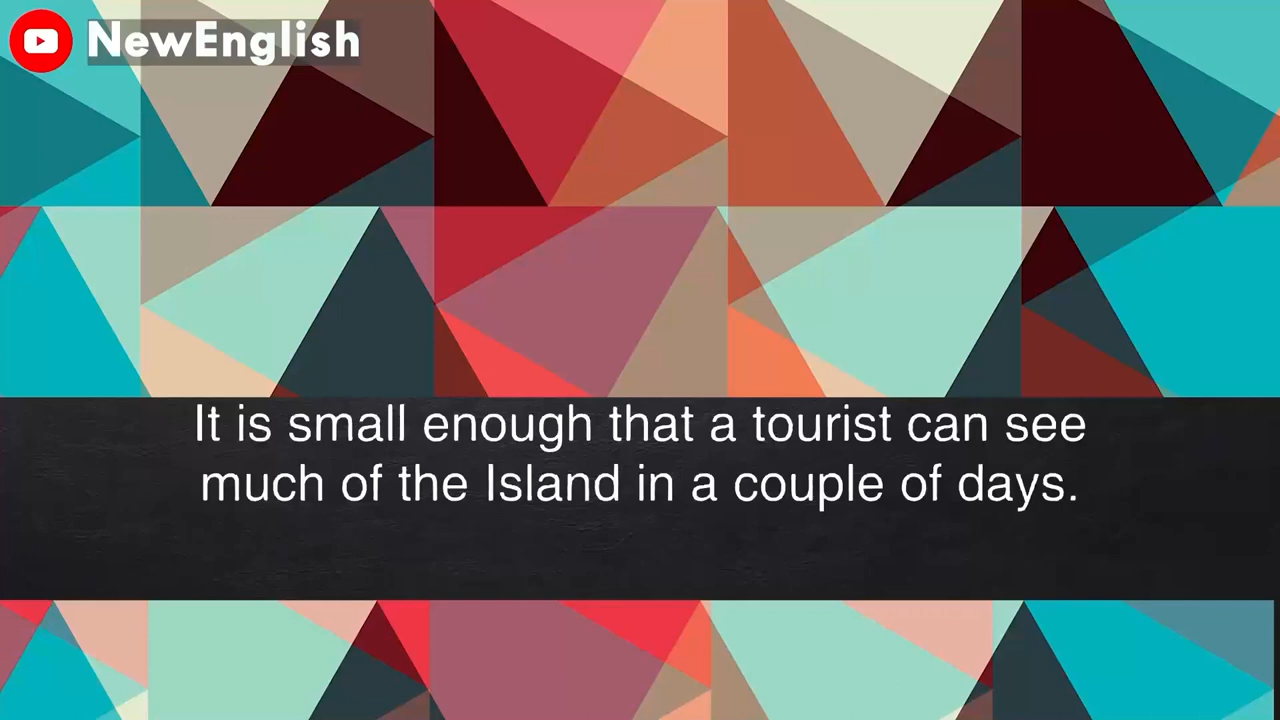 NewEnglish
It is small enough that a tourist can see
much of the Island in a couple of days.